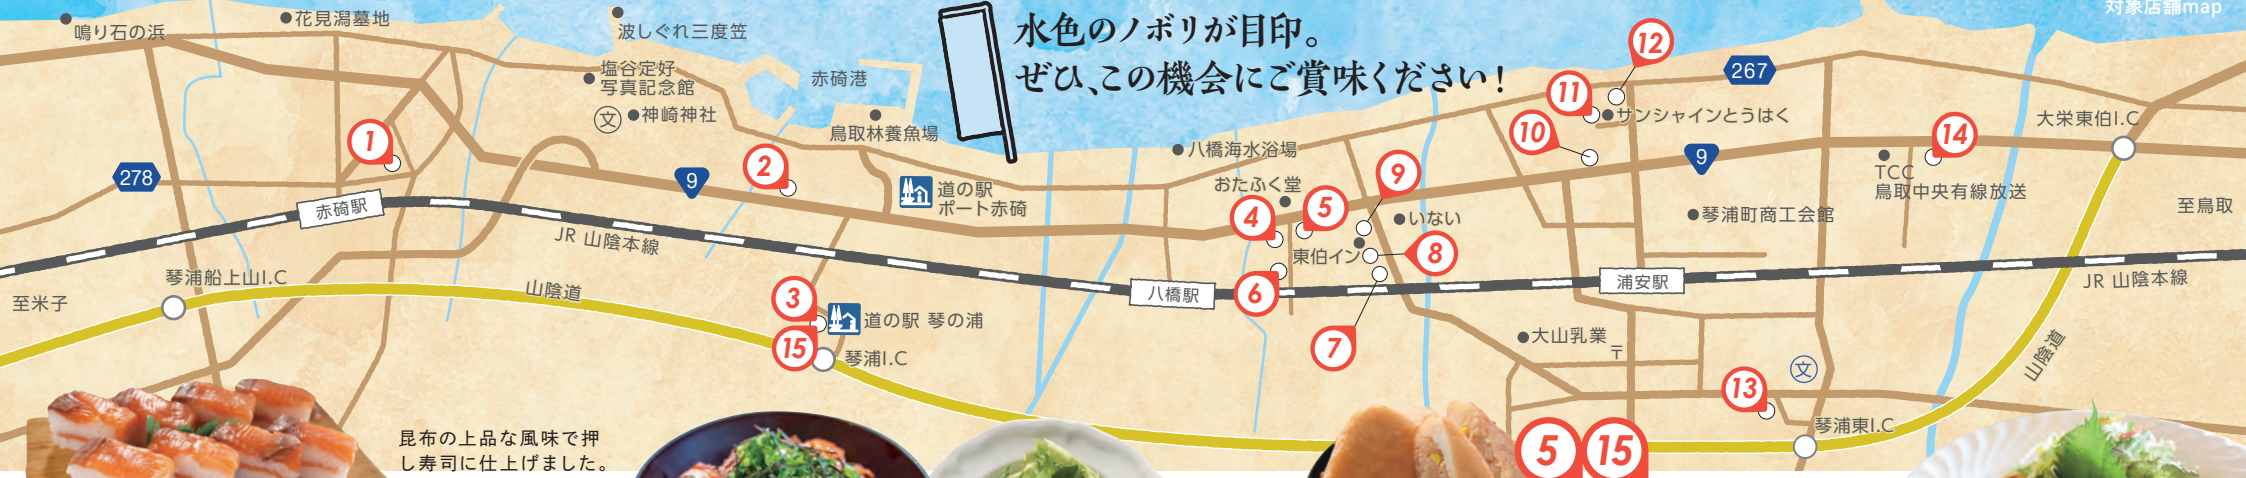 対象店舗map
水色のノボリが目印。
ぜひ、この機会にご賞味ください！
鳴り石の浜
花見潟墓地
波しぐれ三度笠
塩谷定好
写真記念館
文
神崎神社
赤碕港
鳥取林養魚場
278
1
赤碕駅
9
2
道の駅
ポート赤碕
JR 山陰本線
琴浦船上山I.C
至米子
山陰道
3
道の駅 琴の浦
15
琴浦I.C
八橋海水浴場
おたふく堂
4
5
9
いない
東伯イン
8
6
7
八橋駅
12
11
サンシャインとうはく
10
267
9
14
TCC
鳥取中央有線放送
大栄東伯I.C
琴浦町商工会館
至鳥取
浦安駅
JR 山陰本線
大山乳業
〒
文
13
琴浦東I.C
山陰道
昆布の上品な風味で押
し寿司に仕上げました。
5
15